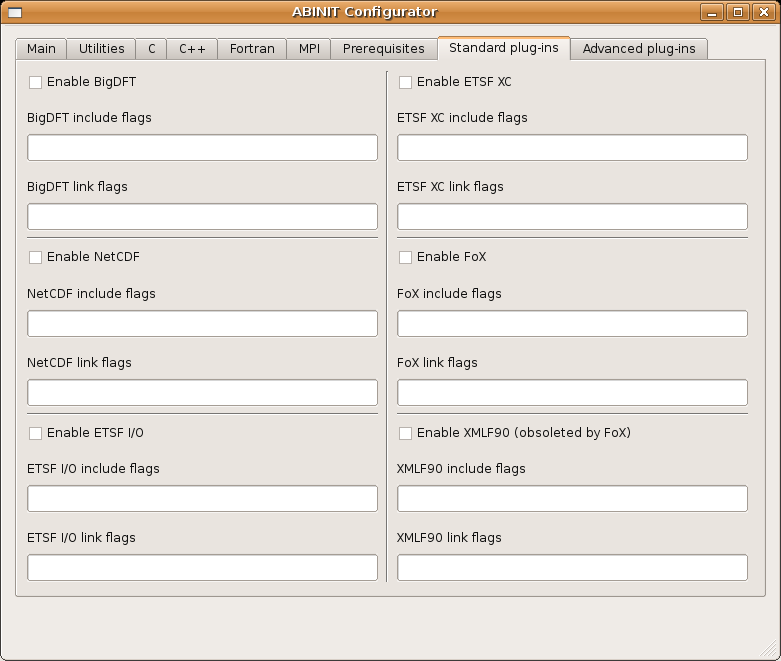 ABINIT Configurator
Main Utilities C C++ Fortran MPI Prerequisites Standard plug-ins Advanced plug-ins
Enable BigDFT
BigDFT include flags
BigDFT link flags
Enable NetCDF
NetCDF include flags
NetCDF link flags
Enable ETSF I/O
ETSF I/O include flags
ETSF I/O link flags
Enable ETSF XC
ETSF XC include flags
ETSF XC link flags
Enable FoX
FoX include flags
FoX link flags
Enable XMLF90 (obsoleted by FoX)
XMLF90 include flags
XMLF90 link flags